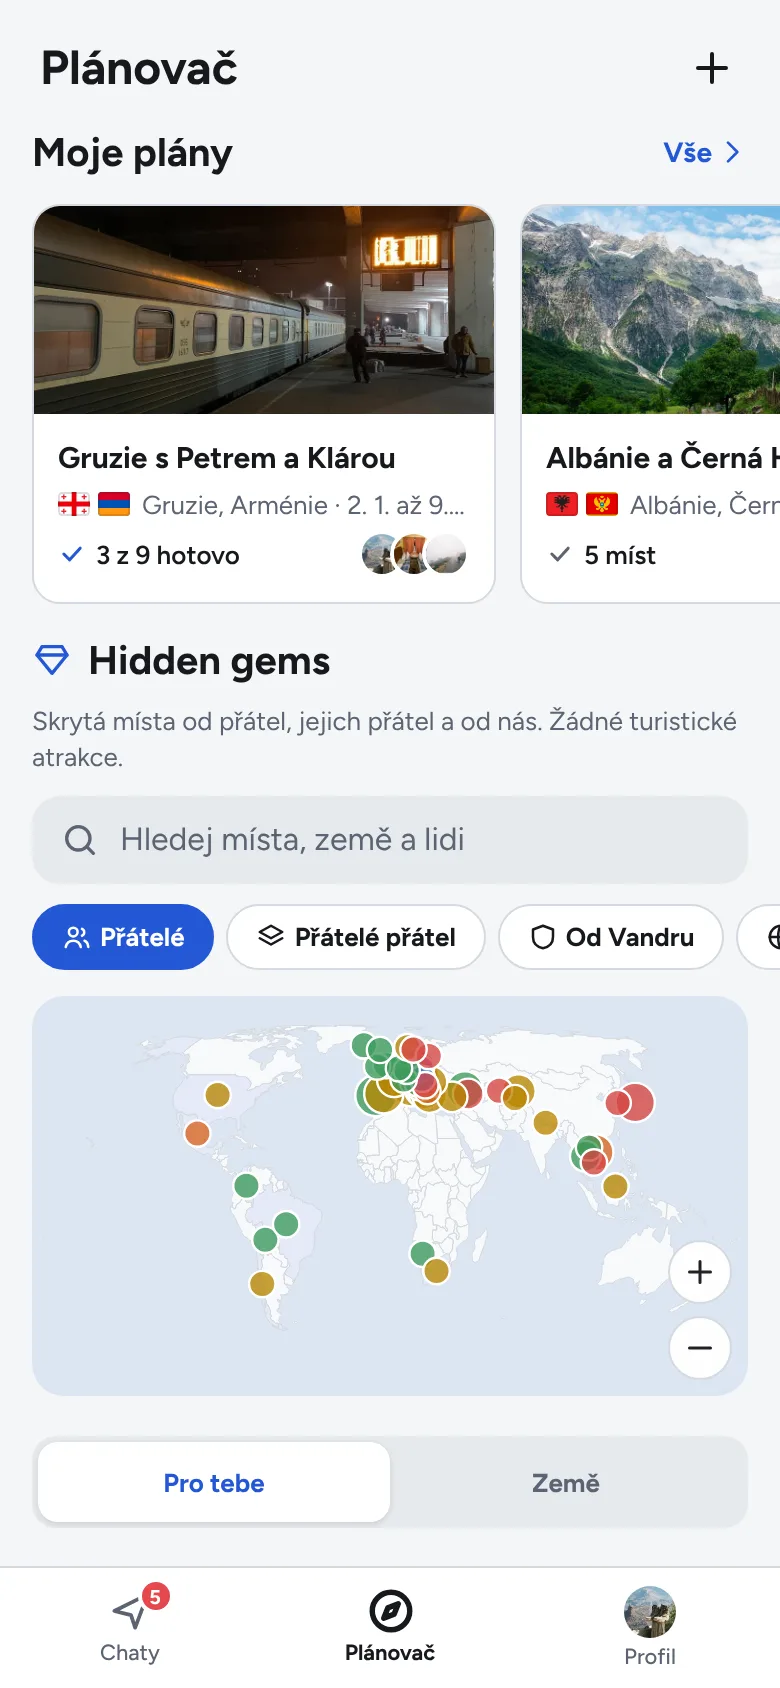 Plánovač
Moje plány
Vše
Gruzie s Petrem a Klárou
Gruzie, Arménie · 2. 1. až 9....
3 z 9 hotovo
Albánie a Černá H
Albánie, Čern
5 míst
Hidden gems
Skrytá místa od přátel, jejich přátel a od nás. Žádné turistické
atrakce.
Hledej místa, země a lidi
Přátelé
Přátelé přátel
Od Vandru
Pro tebe
Země
5
Chaty
Plánovač
Profil